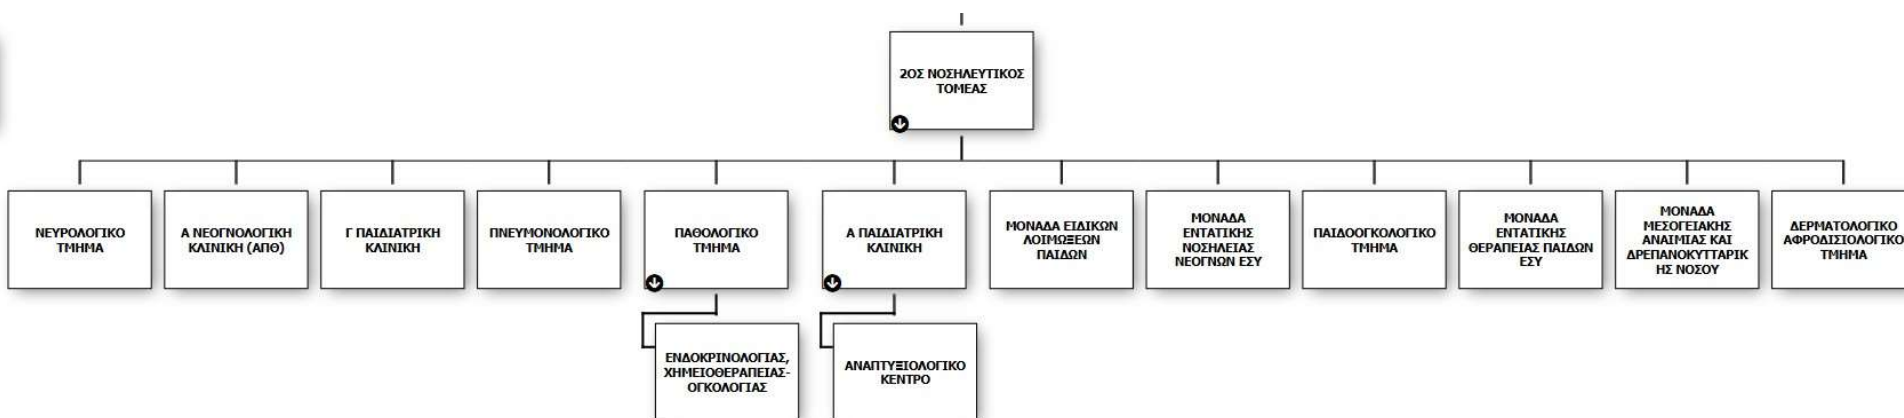 2ΟΣ ΝΟΣΗΛΕΥΤΙΚΟΣ
ΤΟΜΕΑΣ
ΝΕΥΡΟΛΟΓΙΚΟ
ΤΜΗΜΑ
Α ΝΕΟΓΝΟΛΟΓΙΚΗ
ΚΛΙΝΙΚΗ (ΑΠΘ)
Γ ΠΑΙΔΙΑΤΡΙΚΗ
ΚΛΙΝΙΚΗ
ΠΝΕΥΜΟΝΟΛΟΓΙΚΟ
ΤΜΗΜΑ
ΠΑΘΟΛΟΓΙΚΟ
ΤΜΗΜΑ
Α ΠΑΙΔΙΑΤΡΙΚΗ
ΚΛΙΝΙΚΗ
ΜΟΝΑΔΑ ΕΙΔΙΚΩΝ
ΛΟΙΜΩΞΕΩΝ
ΠΑΙΔΩΝ
ΜΟΝΑΔΑ
ΕΝΤΑΤΙΚΗΣ
ΝΟΣΗΛΕΙΑΣ
ΝΕΟΓΝΩΝ ΕΣΥ
ΠΑΙΔΟΟΓΚΟΛΟΓΙΚΟ
ΤΜΗΜΑ
ΜΟΝΑΔΑ
ΕΝΤΑΤΙΚΗΣ
ΘΕΡΑΠΕΙΑΣ ΠΑΙΔΩΝ
ΕΣΥ
ΜΟΝΑΔΑ
ΜΕΣΟΓΕΙΑΚΗΣ
ΑΝΑΙΜΙΑΣ ΚΑΙ
ΔΡΕΠΑΝΟΚΥΤΤΑΡΙΚ
ΗΣ ΝΟΣΟΥ
ΔΕΡΜΑΤΟΛΟΓΙΚΟ
ΑΦΡΟΔΙΣΙΟΛΟΓΙΚΟ
ΤΜΗΜΑ
ΕΝΔΟΚΡΙΝΟΛΟΓΙΑΣ,
ΧΗΜΕΙΟΘΕΡΑΠΕΙΑΣ-
ΟΓΚΟΛΟΓΙΑΣ
ΑΝΑΠΤΥΞΙΟΛΟΓΙΚΟ
ΚΕΝΤΡΟ